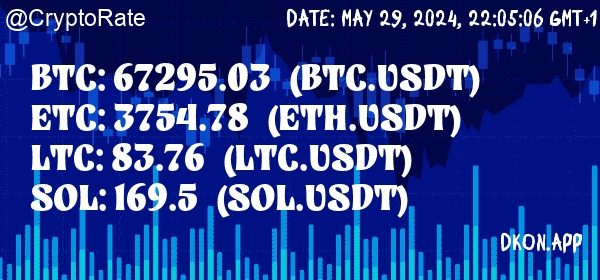 @CryptoRate
DATE: MAY 29, 2024, 22:05:06 GMT+1
BTC: 67295.03 (BTC.USDT)
ETC: 3754.78 (ETH.USDT)
LTC: 83.76 (LTC.USDT)
SOL: 169.5 (SOL.USDT)
DKON.APP